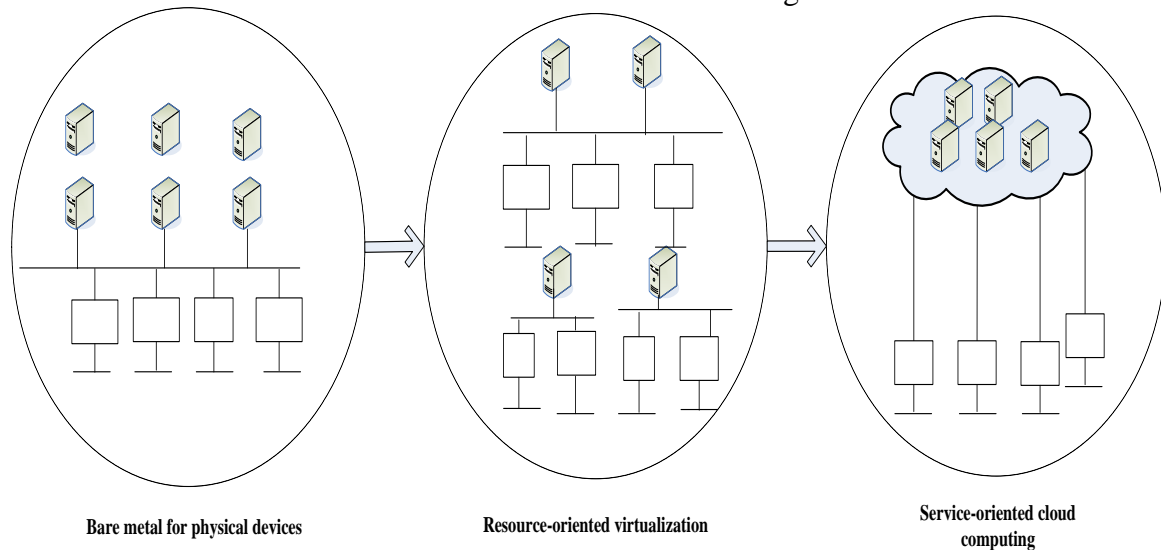 Bare metal for physical devices
Resource-oriented virtualization
Service-oriented cloud
computing